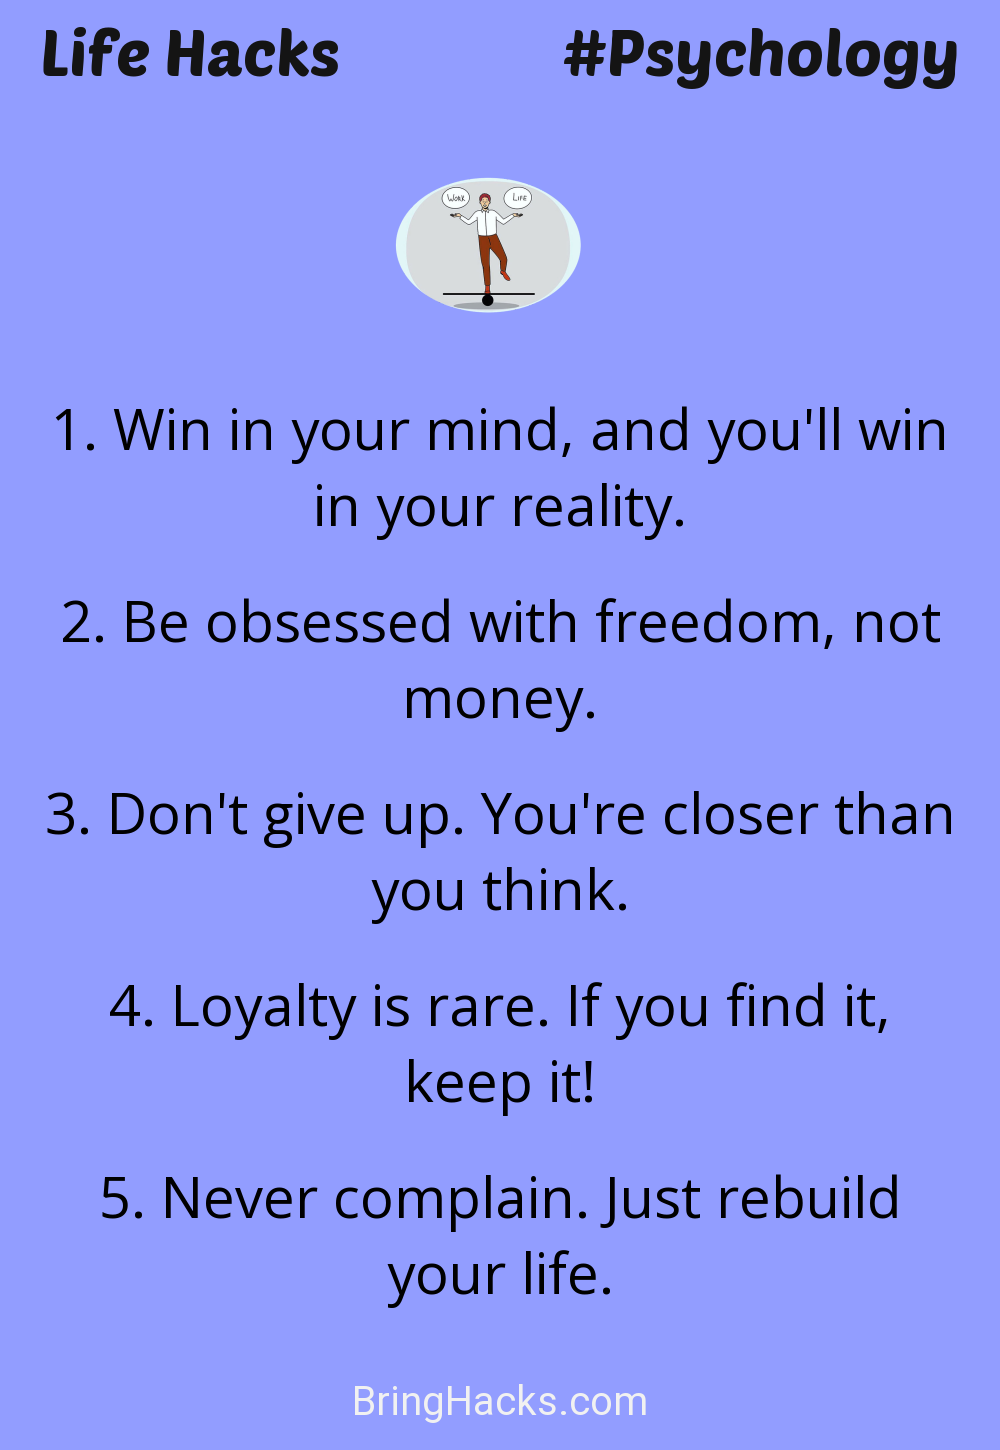 Life Hacks #Psychology
WORK LIFE
1. Win in your mind, and you'll win
in your reality.
2. Be obsessed with freedom, not
money.
3. Don't give up. You're closer than
you think.
4. Loyalty is rare. If you find it,
keep it!
5. Never complain. Just rebuild
your life.
BringHacks.com